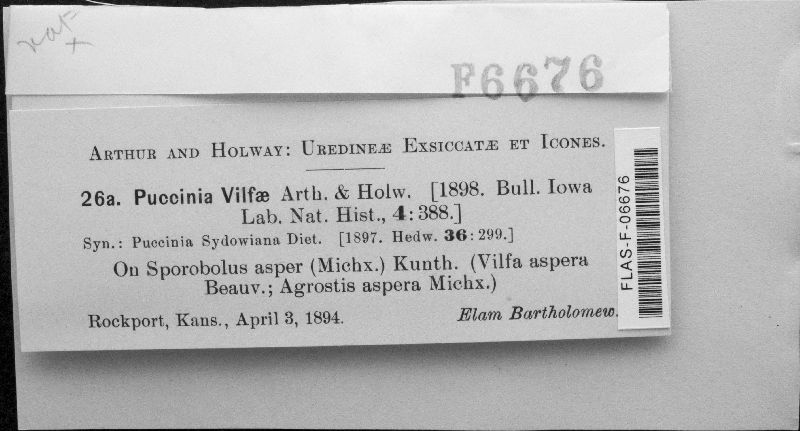 nat
x
F6676
Arthur and Holway: Uredineæ Exsiccatæ et Icones.
26a. Puccinia Vilfæ Arth. & Holw. [1898. Bull. Iowa
Lab. Nat. Hist., 4:388.]
Syn.: Puccinia Sydowiana Diet. [1897. Hedw. 36:299.]
On Sporobolus asper (Michx.) Kunth. (Vilfa aspera
Beauv.; Agrostis aspera Michx.)
Rockport, Kans., April 3, 1894. Elam Bartholomew.
FLAS-F-06676